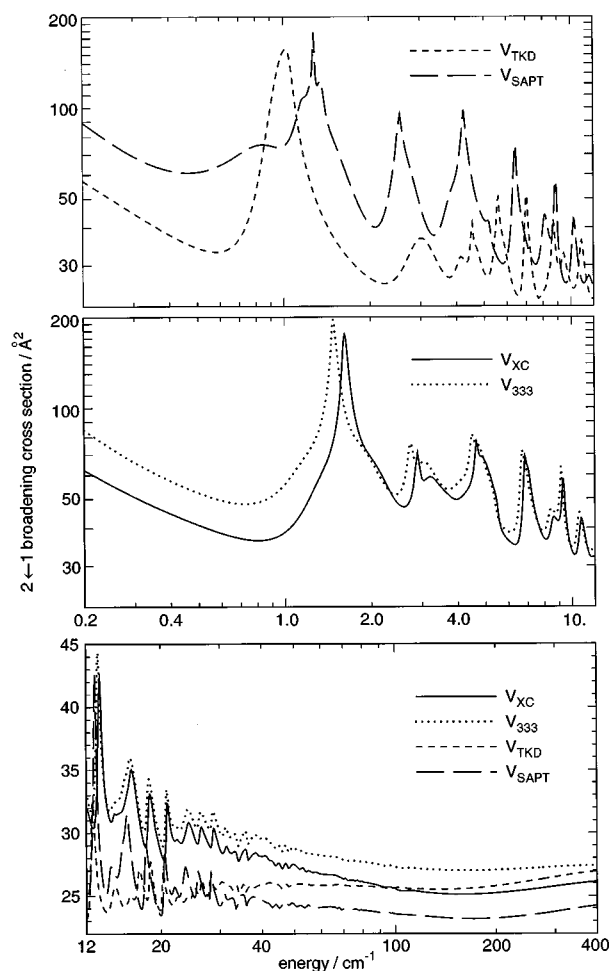 200
100
50
30
V_TKD
V_SAPT
200
100
50
30
V_XC
V_333
0.2 0.4 1.0 2.0 4.0 10.
2←1 broadening cross section / Å²
45
40
35
30
25
V_XC
V_333
V_TKD
V_SAPT
12 20 40 100 200 400
energy / cm⁻¹